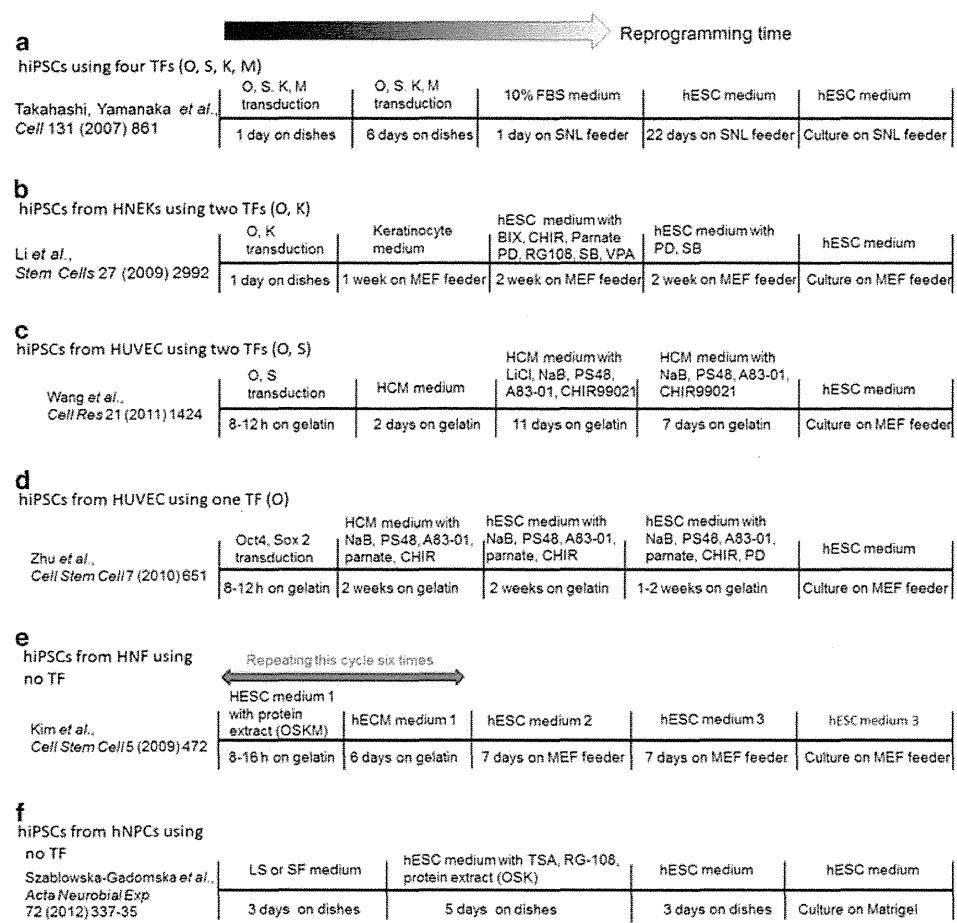 Reprogramming time
a
hiPSCs using four TFs (O, S, K, M)
Takahashi, Yamanaka et al.,
Cell 131 (2007) 861
O, S. K, M
transduction
O, S. K, M
transduction
10% FBS medium
hESC medium
hESC medium
1 day on dishes
6 days on dishes
1 day on SNL feeder
22 days on SNL feeder
Culture on SNL feeder
b
hiPSCs from HNEKs using two TFs (O, K)
Li et al.,
Stem Cells 27 (2009) 2992
O, K
transduction
Keratinocyte
medium
hESC medium with
BIX, CHIR, Parnate
PD, RG108, SB, VPA
hESC medium with
PD, SB
hESC medium
1 day on dishes
1 week on MEF feeder
2 week on MEF feeder
2 week on MEF feeder
Culture on MEF feeder
c
hiPSCs from HUVEC using two TFs (O, S)
Wang et al.,
Cell Res 21 (2011) 1424
O, S
transduction
HCM medium
HCM medium with
LiCl, NaB, PS48,
A83-01, CHIR99021
HCM medium with
NaB, PS48, A83-01,
CHIR99021
hESC medium
8-12 h on gelatin
2 days on gelatin
11 days on gelatin
7 days on gelatin
Culture on MEF feeder
d
hiPSCs from HUVEC using one TF (O)
Zhu et al.,
Cell Stem Cell 7 (2010) 651
Oct4, Sox 2
transduction
HCM medium with
NaB, PS48, A83-01,
parnate, CHIR
hESC medium with
NaB, PS48, A83-01,
parnate, CHIR
hESC medium with
NaB, PS48, A83-01,
parnate, CHIR, PD
hESC medium
8-12 h on gelatin
2 weeks on gelatin
2 weeks on gelatin
1-2 weeks on gelatin
Culture on MEF feeder
e
hiPSCs from HNF using
no TF
Repeating this cycle six times
Kim et al.,
Cell Stem Cell 5 (2009) 472
HESC medium 1
with protein
extract (OSKM)
hECM medium 1
hESC medium 2
hESC medium 3
hESC medium 3
8-16 h on gelatin
6 days on gelatin
7 days on MEF feeder
7 days on MEF feeder
Culture on MEF feeder
f
hiPSCs from hNPCs using
no TF
Szablowska-Gadomska et al.,
Acta Neurobial Exp
72 (2012) 337-35
LS or SF medium
hESC medium with TSA, RG-108,
protein extract (OSK)
hESC medium
hESC medium
3 days on dishes
5 days on dishes
3 days on dishes
Culture on Matrigel